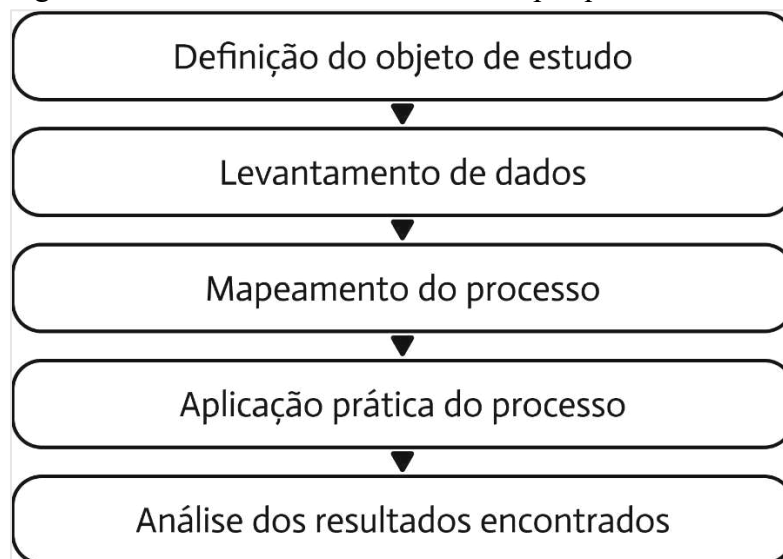 Definição do objeto de estudo
Levantamento de dados
Mapeamento do processo
Aplicação prática do processo
Análise dos resultados encontrados